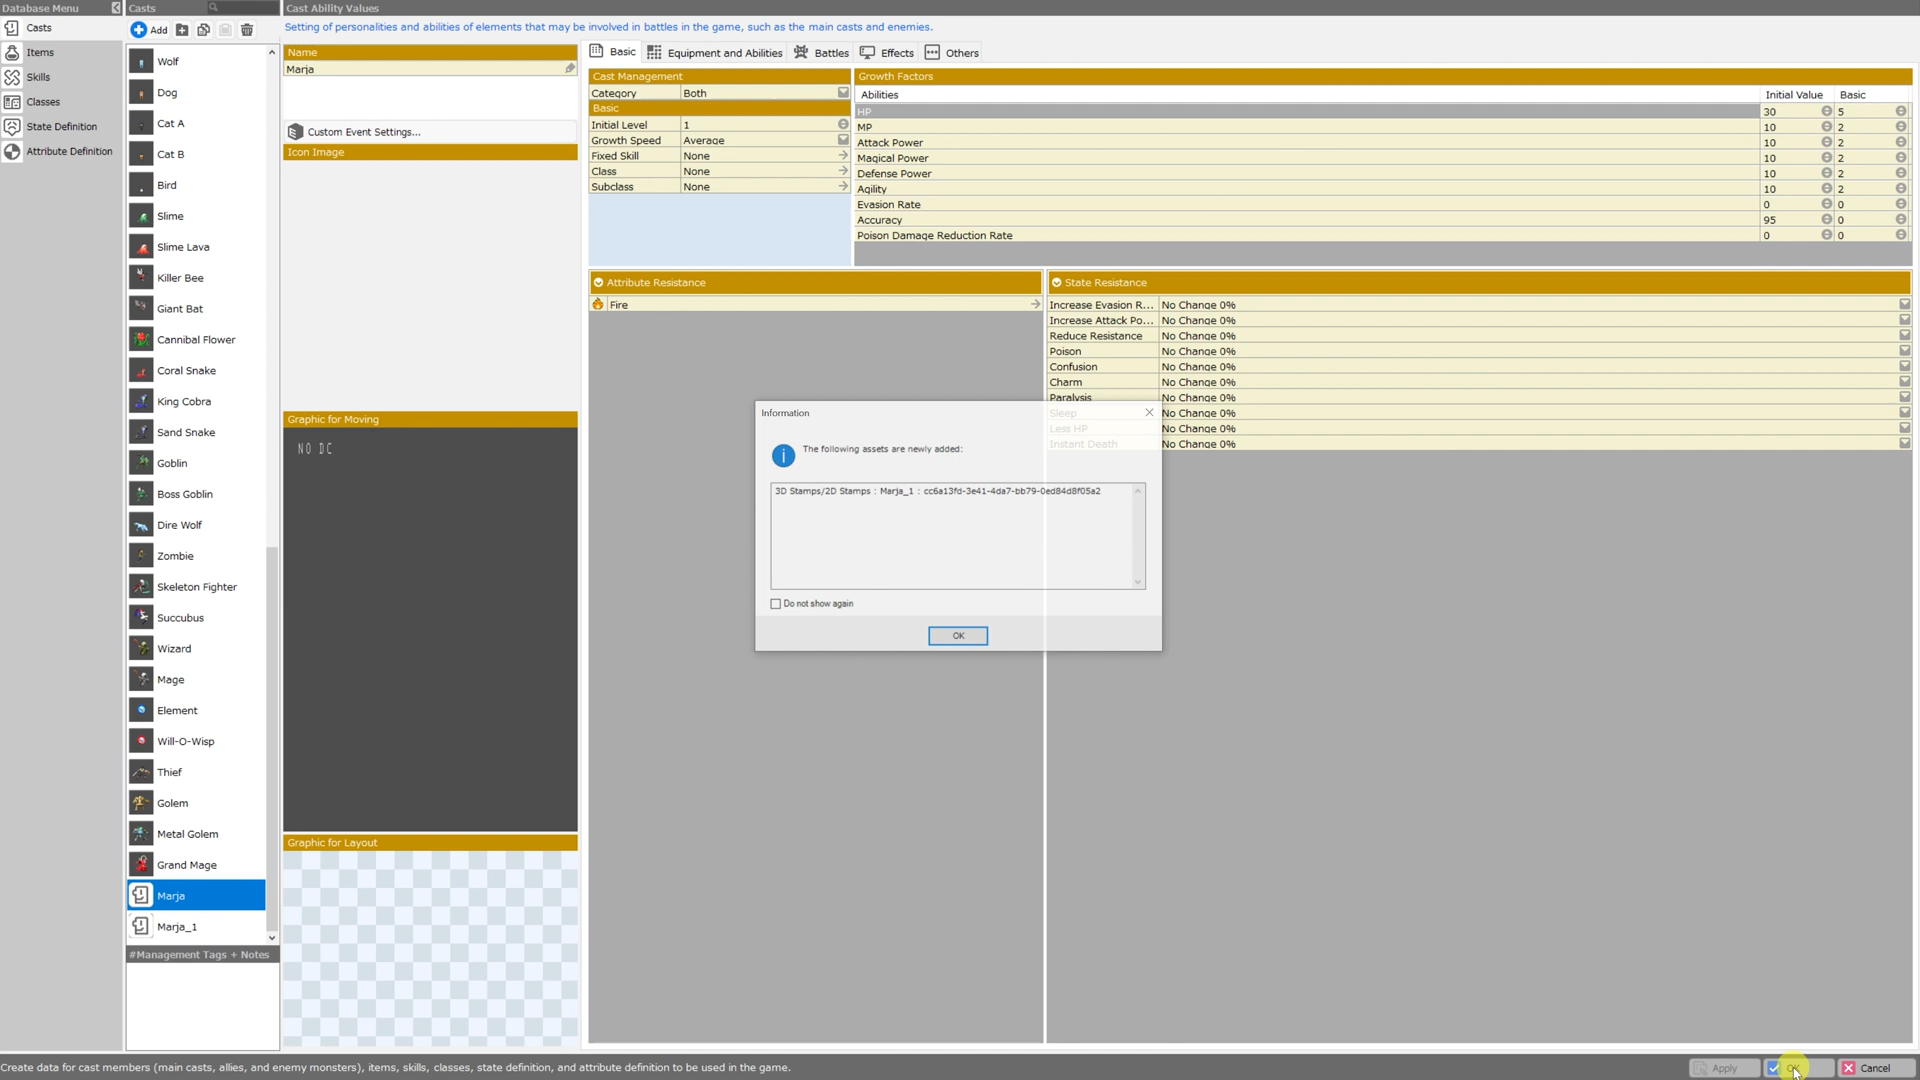 Database Menu
Casts
Items
Skills
Classes
State Definition
Attribute Definition
Casts
Add
Wolf
Dog
Cat A
Cat B
Bird
Slime
Slime Lava
Killer Bee
Giant Bat
Cannibal Flower
Coral Snake
King Cobra
Sand Snake
Goblin
Boss Goblin
Dire Wolf
Zombie
Skeleton Fighter
Succubus
Wizard
Mage
Element
Will-O-Wisp
Thief
Golem
Metal Golem
Grand Mage
Marja
Marja_1
#Management Tags + Notes
Cast Ability Values
Setting of personalities and abilities of elements that may be involved in battles in the game, such as the main casts and enemies.
Name
Marja
Custom Event Settings...
Icon Image
Graphic for Moving
NO DC
Graphic for Layout
Basic
Equipment and Abilities
Battles
Effects
Others
Cast Management
Category Both
Basic
Initial Level 1
Growth Speed Average
Fixed Skill None
Class None
Subclass None
Growth Factors
Abilities Initial Value Basic
HP 30 5
MP 10 2
Attack Power 10 2
Magical Power 10 2
Defense Power 10 2
Agility 10 2
Evasion Rate 0 0
Accuracy 95 0
Poison Damage Reduction Rate 0 0
Attribute Resistance
Fire
State Resistance
Increase Evasion R... No Change 0%
Increase Attack Po... No Change 0%
Reduce Resistance No Change 0%
Poison No Change 0%
Confusion No Change 0%
Charm No Change 0%
Paralysis No Change 0%
Sleep No Change 0%
Less HP No Change 0%
Instant Death No Change 0%
Information
The following assets are newly added:
3D Stamps/2D Stamps : Marja_1 : cc6a13fd-3e41-4da7-bb79-0ed84d8f05a2
Do not show again
OK
Create data for cast members (main casts, allies, and enemy monsters), items, skills, classes, state definition, and attribute definition to be used in the game.
Apply
OK
Cancel